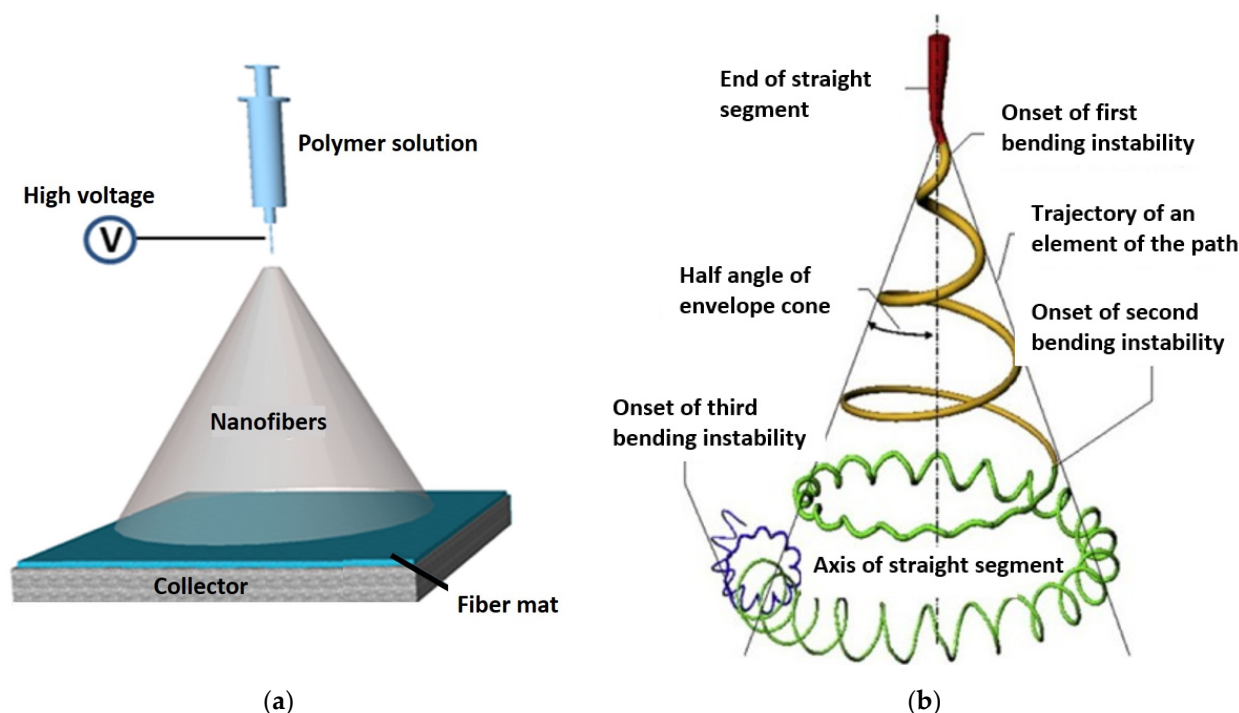 Polymer solution
High voltage
V
Nanofibers
Collector
Fiber mat
(a)
End of straight
segment
Onset of first
bending instability
Trajectory of an
element of the path
Half angle of
envelope cone
Onset of second
bending instability
Onset of third
bending instability
Axis of straight segment
(b)